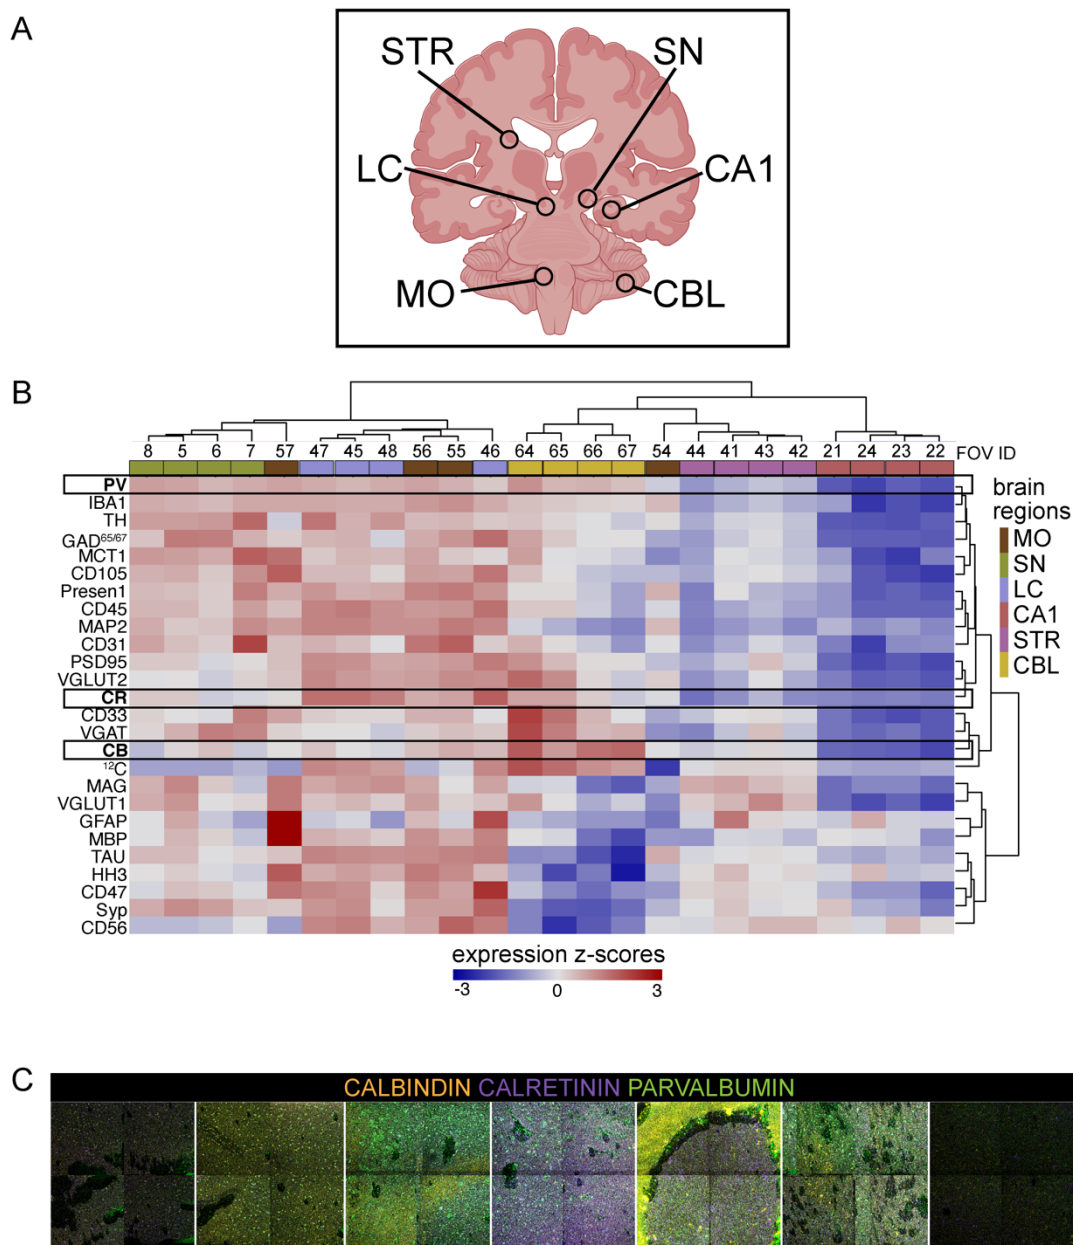 A
STR SN
LC CA1
MO CBL
B
8 5 6 7 57 47 45 48 56 55 46 64 65 66 67 54 44 41 43 42 21 24 23 22 FOV ID
PV
IBA1
TH
GAD65/67
MCT1
CD105
Presen1
CD45
MAP2
CD31
PSD95
VGLUT2
CR
CD33
VGAT
CB
12C
MAG
VGLUT1
GFAP
MBP
TAU
HH3
CD47
Syp
CD56
brain
regions
MO
SN
LC
CA1
STR
CBL
expression z-scores
-3 0 3
C
CALBINDIN CALRETININ PARVALBUMIN